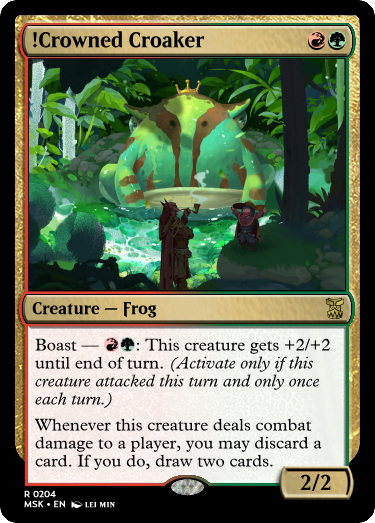 !Crowned Croaker
Creature — Frog
Boast — : This creature gets +2/+2
until end of turn. (Activate only if this
creature attacked this turn and only once
each turn.)
Whenever this creature deals combat
damage to a player, you may discard a
card. If you do, draw two cards.
2/2
R 0204
MSK • EN LEI MIN